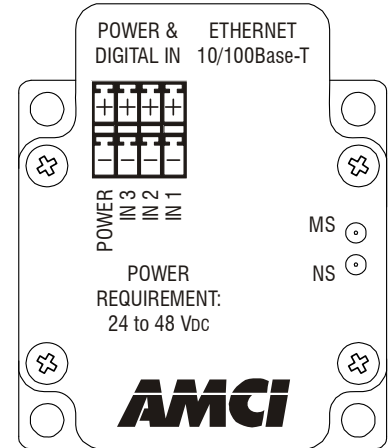 POWER & ETHERNET
DIGITAL IN 10/100Base-T
+ + + +
– – – –
POWER
IN 3
IN 2
IN 1
MS
NS
POWER
REQUIREMENT:
24 to 48 VDC
AMCI